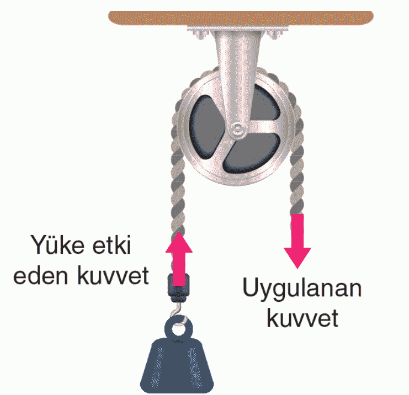 Yüke etki
eden kuvvet
Uygulanan
kuvvet